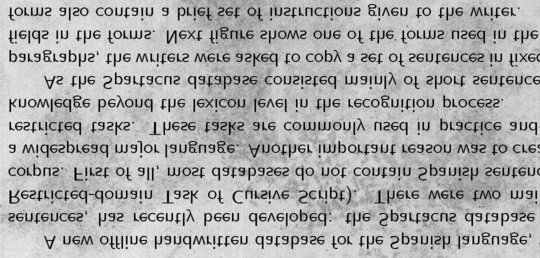 A new offline handwritten database for the Spanish language,
sentences, has recently been developed: the Spartacus database
Restricted-domain Task of Cursive Script). There were two
corpus. First of all, most databases do not contain Spanish
a widespread major language. Another important reason was to
restricted tasks. These tasks are commonly used in practice and
knowledge beyond the lexicon level in the recognition process.
As the Spartacus database consisted mainly of short
paragraphs, the writers were asked to copy a set of sentences in
fields in the forms. Next figure shows one of the forms used in the
forms also contain a brief set of instructions given to the writer.